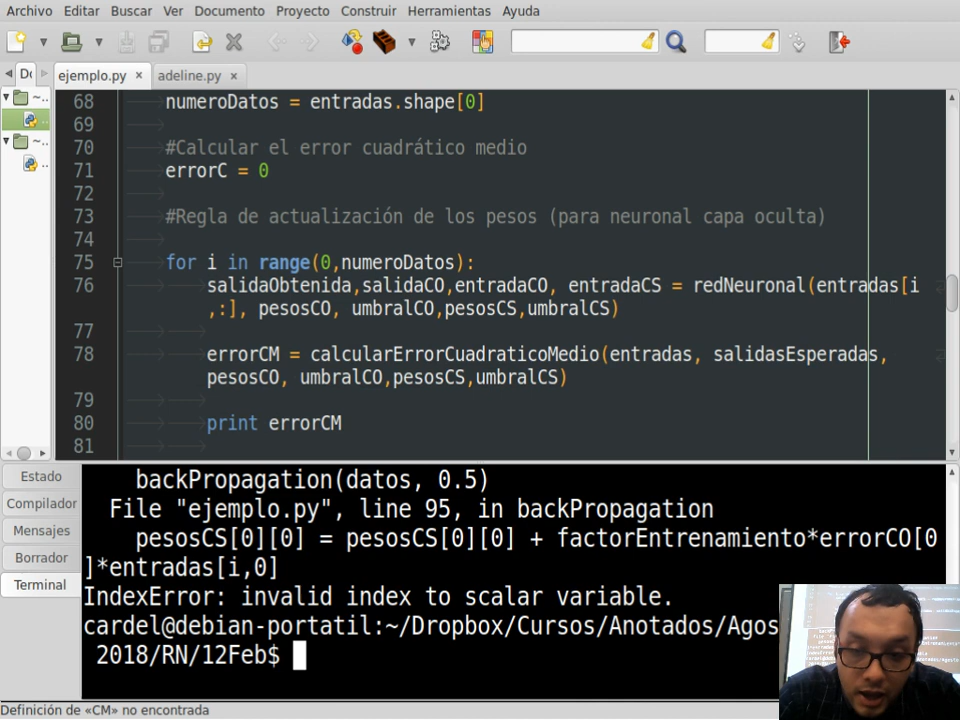 Archivo Editar Buscar Ver Documento Proyecto Construir Herramientas Ayuda
ejemplo.py × adeline.py ×
68 numeroDatos = entradas.shape[0]
69
70 #Calcular el error cuadrático medio
71 errorC = 0
72
73 #Regla de actualización de los pesos (para neuronal capa oculta)
74
75 for i in range(0,numeroDatos):
76 salidaObtenida,salidaCO,entradaCO, entradaCS = redNeuronal(entradas[i
,:], pesosCO, umbralCO,pesosCS,umbralCS)
77
78 errorCM = calcularErrorCuadraticoMedio(entradas, salidasEsperadas,
pesosCO, umbralCO,pesosCS,umbralCS)
79
80 print errorCM
81
Estado
Compilador
Mensajes
Borrador
Terminal
backPropagation(datos, 0.5)
File "ejemplo.py", line 95, in backPropagation
pesosCS[0][0] = pesosCS[0][0] + factorEntrenamiento*errorCO[0
]*entradas[i,0]
IndexError: invalid index to scalar variable.
cardel@debian-portatil:~/Dropbox/Cursos/Anotados/Agos
2018/RN/12Feb$
Definición de «CM» no encontrada